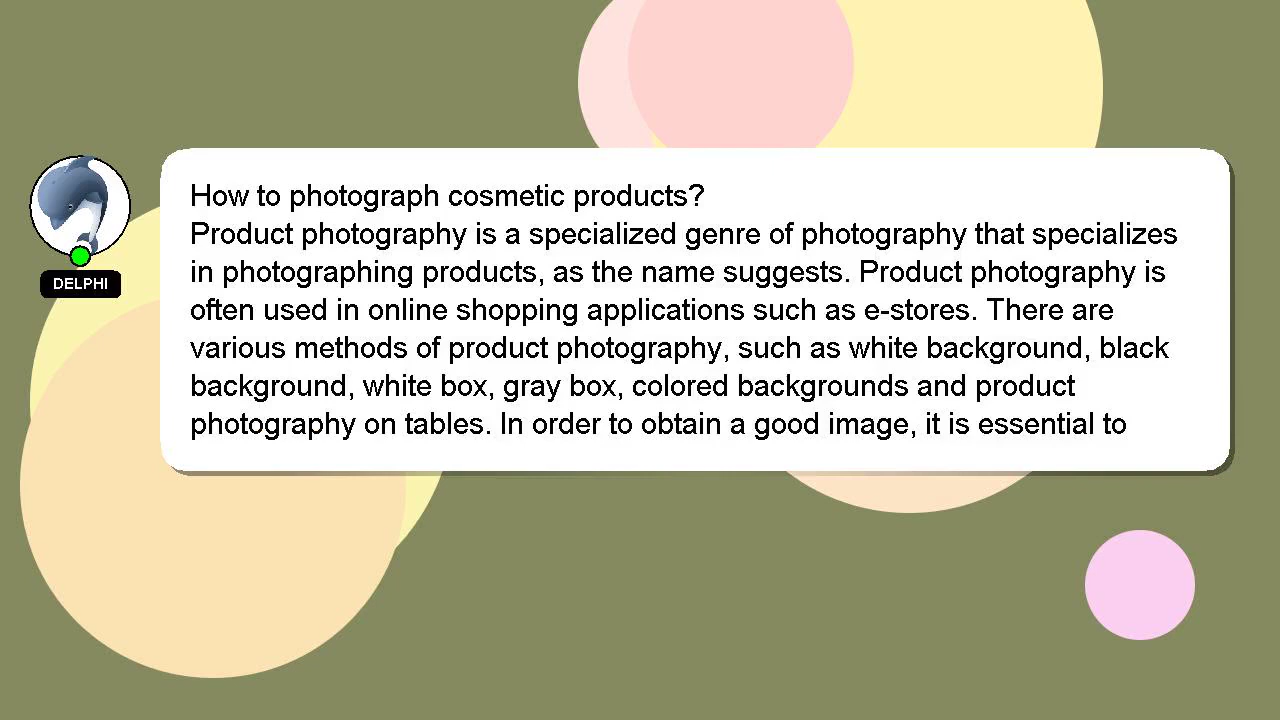 DELPHI
How to photograph cosmetic products?
Product photography is a specialized genre of photography that specializes
in photographing products, as the name suggests. Product photography is
often used in online shopping applications such as e-stores. There are
various methods of product photography, such as white background, black
background, white box, gray box, colored backgrounds and product
photography on tables. In order to obtain a good image, it is essential to